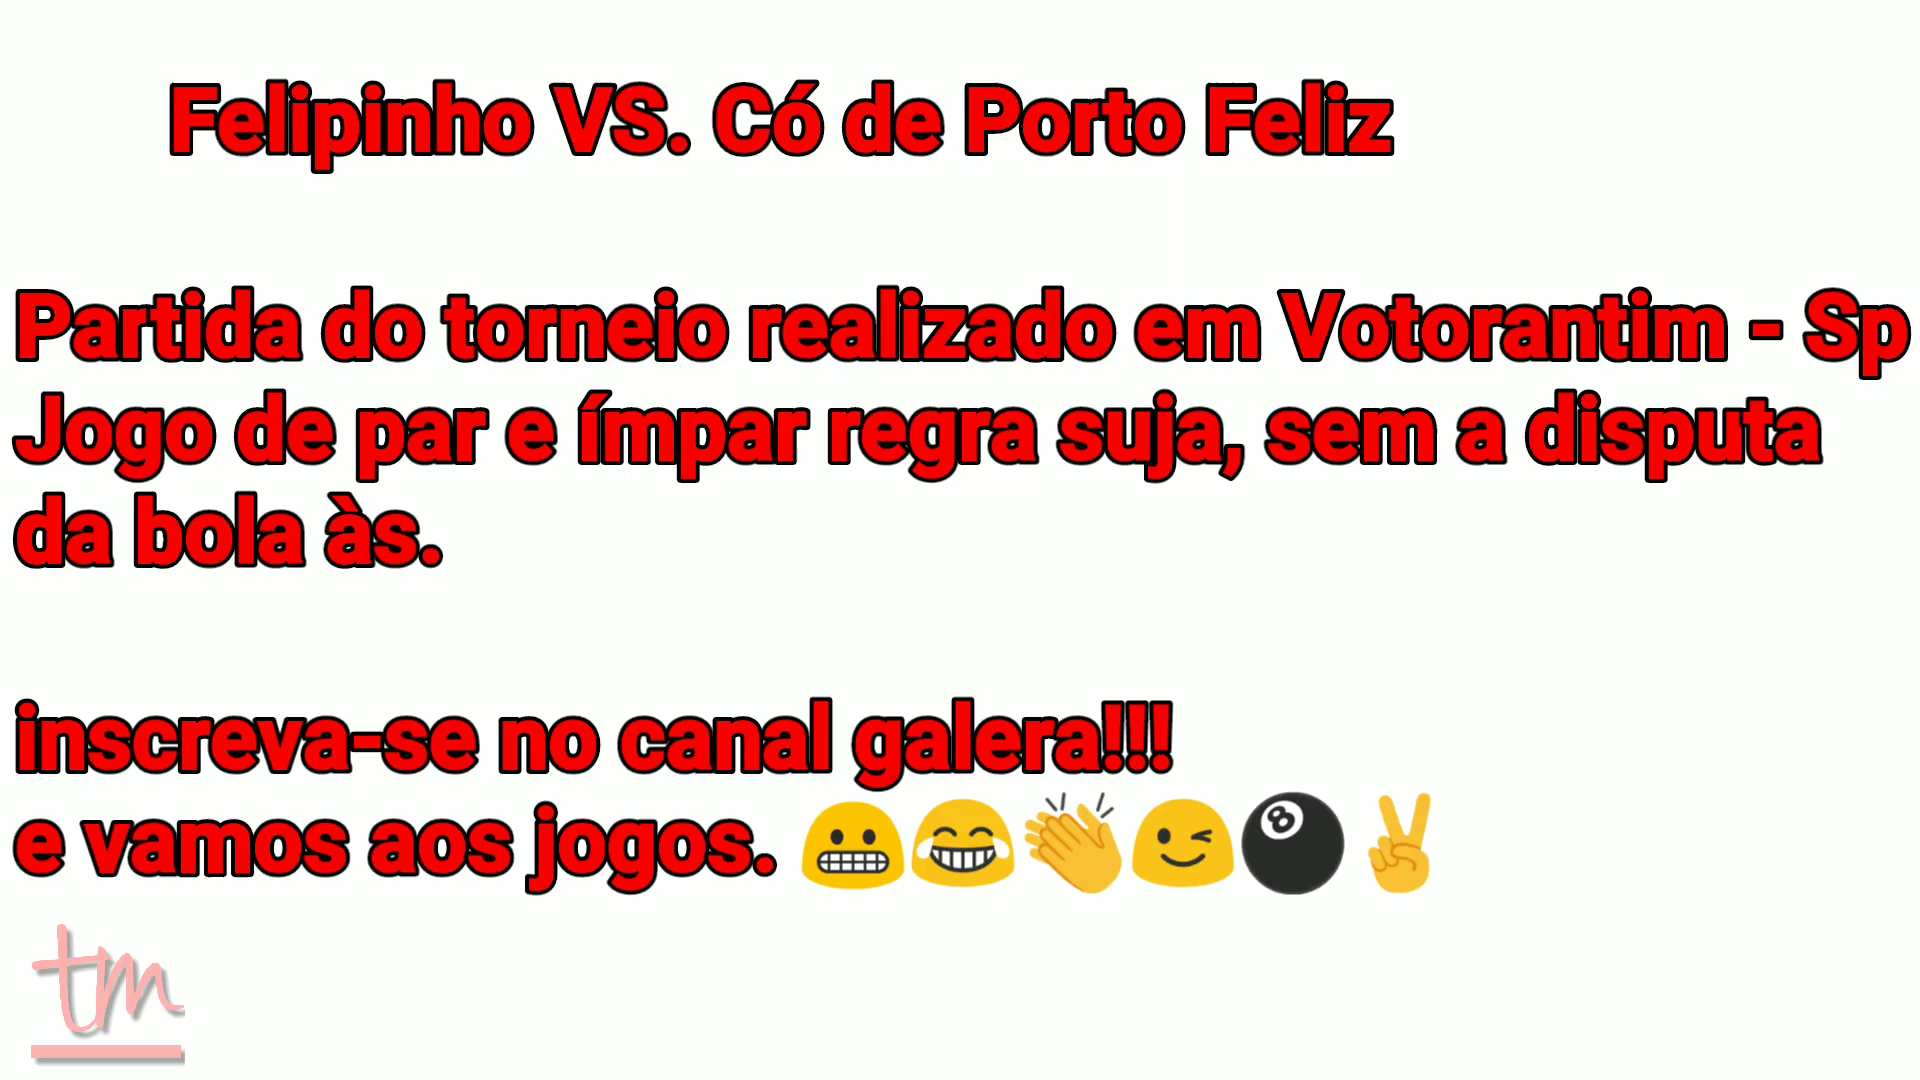 Felipinho VS. Có de Porto Feliz
Partida do torneio realizado em Votorantim - Sp
Jogo de par e ímpar regra suja, sem a disputa
da bola às.
inscreva-se no canal galera!!!
e vamos aos jogos. 😬😂👏😉🎱✌
tm